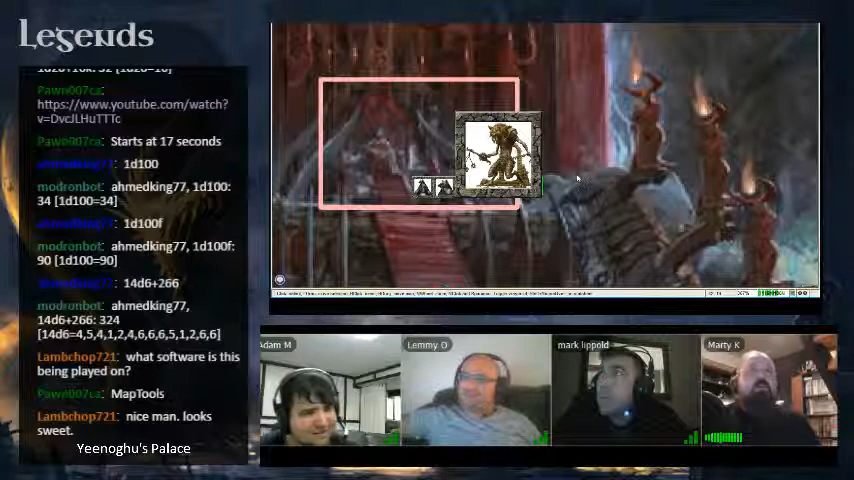 Legends
Pawn007ca:
https://www.youtube.com/watch?
v=DvcJLHuTTTc
Pawn007ca: Starts at 17 seconds
ahmedking77: 1d100
modronbot: ahmedking77, 1d100:
34 [1d100=34]
ahmedking77: 1d100f
modronbot: ahmedking77, 1d100f:
90 [1d100=90]
ahmedking77: 14d6+266
modronbot: ahmedking77,
14d6+266: 324
[14d6=4,5,4,1,2,4,6,6,6,5,1,2,6,6]
Lambchop721: what software is this
being played on?
Pawn007ca: MapTools
Lambchop721: nice man. looks
sweet.
Yeenoghu's Palace
Adam M
Lemmy D
mark lippold
Marty K